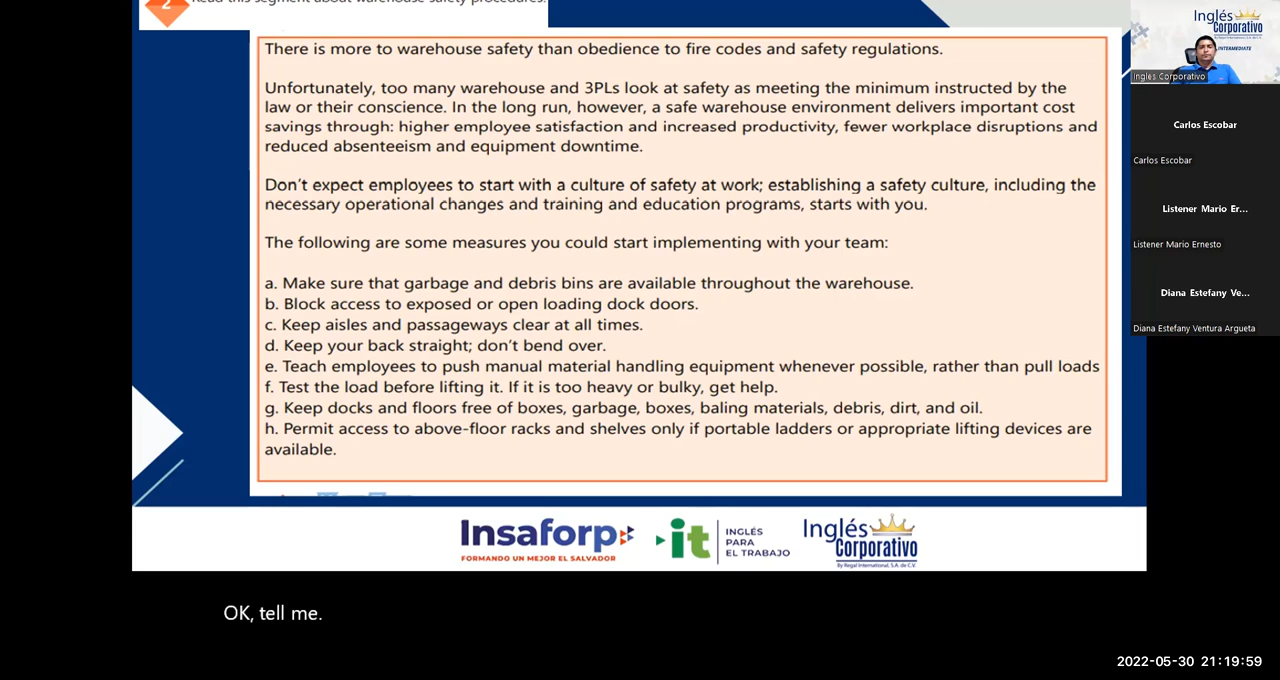 2 Read this segment about warehouse safety procedures.
There is more to warehouse safety than obedience to fire codes and safety regulations.
Unfortunately, too many warehouse and 3PLs look at safety as meeting the minimum instructed by the
law or their conscience. In the long run, however, a safe warehouse environment delivers important cost
savings through: higher employee satisfaction and increased productivity, fewer workplace disruptions and
reduced absenteeism and equipment downtime.
Don't expect employees to start with a culture of safety at work; establishing a safety culture, including the
necessary operational changes and training and education programs, starts with you.
The following are some measures you could start implementing with your team:
a. Make sure that garbage and debris bins are available throughout the warehouse.
b. Block access to exposed or open loading dock doors.
c. Keep aisles and passageways clear at all times.
d. Keep your back straight; don't bend over.
e. Teach employees to push manual material handling equipment whenever possible, rather than pull loads
f. Test the load before lifting it. If it is too heavy or bulky, get help.
g. Keep docks and floors free of boxes, garbage, boxes, baling materials, debris, dirt, and oil.
h. Permit access to above-floor racks and shelves only if portable ladders or appropriate lifting devices are
available.
Insaforp
FORMANDO UN MEJOR EL SALVADOR
it
INGLÉS
PARA
EL TRABAJO
Inglés
Corporativo
By Regal International, S.A. de C.V.
OK, tell me.
Inglés
Corporativo
INTERMEDIATE
Inglés Corporativo
Carlos Escobar
Carlos Escobar
Listener Mario Er...
Listener Mario Ernesto
Diana Estefany Ve...
Diana Estefany Ventura Argueta
2022-05-30 21:19:59